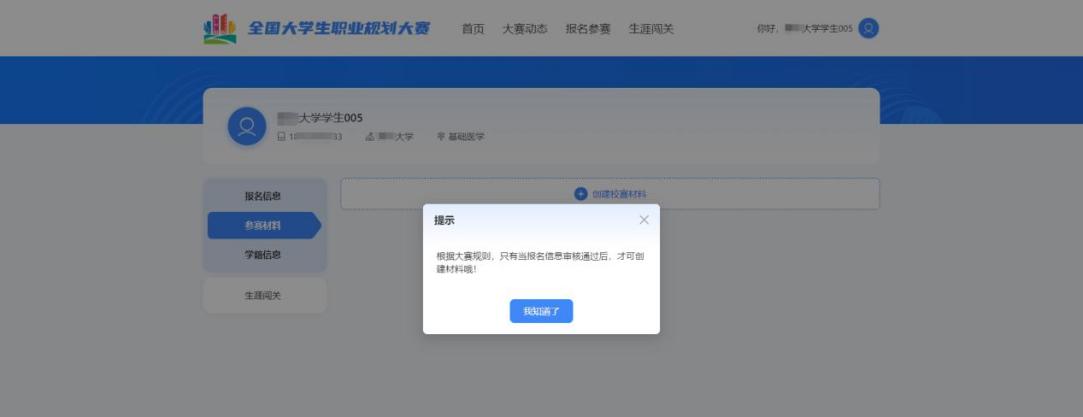 全国大学生职业规划大赛 首页 大赛动态 报名参赛 生涯闯关 你好，大学学生005
大学学生005
18 33 大学 基础医学
报名信息
参赛材料
学籍信息
生涯闯关
创建校赛材料
提示
根据大赛规则，只有当报名信息审核通过后，才可创
建材料哦！
我知道了